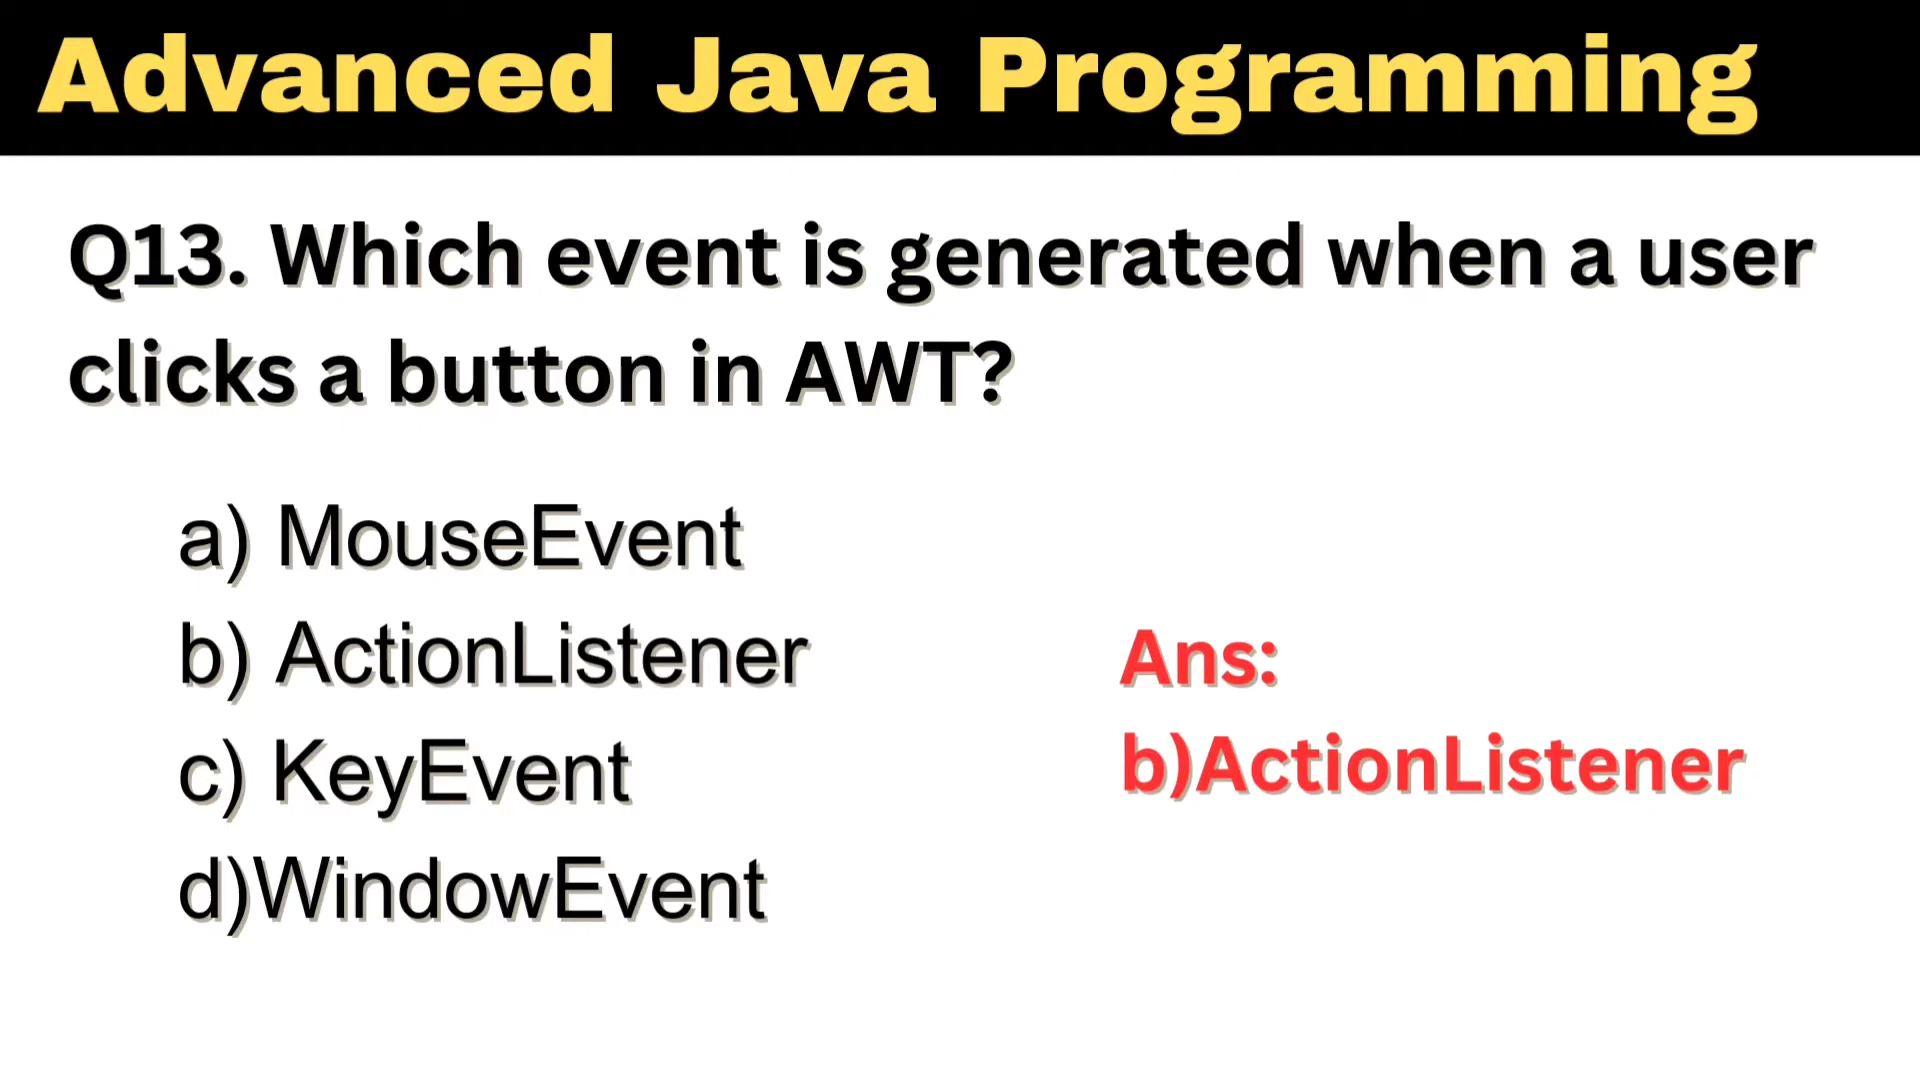 Advanced Java Programming
Q13. Which event is generated when a user
clicks a button in AWT?
a) MouseEvent
b) ActionListener
c) KeyEvent
d)WindowEvent
Ans:
b)ActionListener